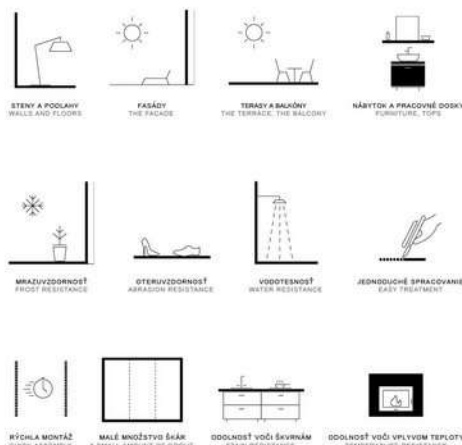 STENY A PODLAHY
WALLS AND FLOORS
FASÁDY
THE FACADE
TERASY A BALKÓNY
THE TERRACE, THE BALCONY
NÁBYTOK A PRACOVNÉ DOSKY
FURNITURE, TOPS
MRAZUVZDORNOSŤ
FROST RESISTANCE
OTERUVZDORNOSŤ
ABRASION RESISTANCE
VODOTESNOSŤ
WATER RESISTANCE
JEDNODUCHÉ SPRACOVANIE
EASY TREATMENT
RÝCHLA MONTÁŽ
MALÉ MNOŽSTVO ŠKÁR
ODOLNOSŤ VOČI ŠKVRNÁM
ODOLNOSŤ VOČI VPLYVOM TEPLOTY